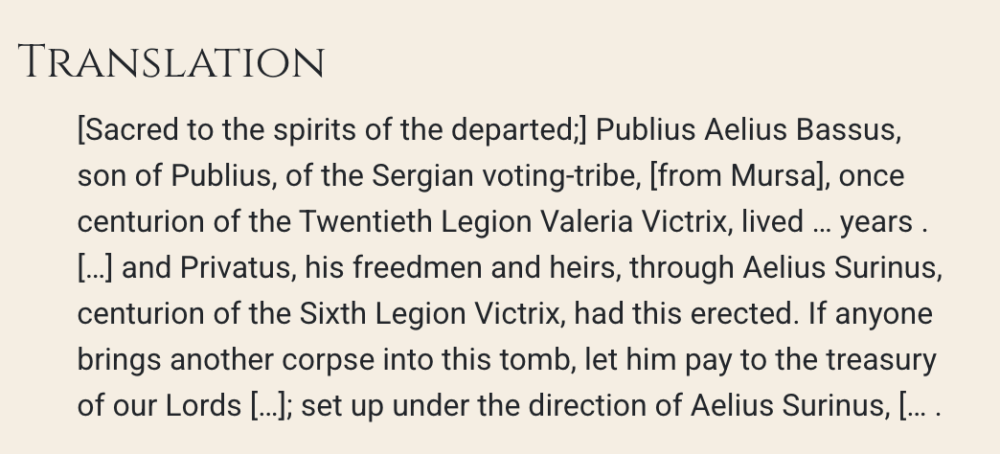 Translation
[Sacred to the spirits of the departed;] Publius Aelius Bassus,
son of Publius, of the Sergian voting-tribe, [from Mursa], once
centurion of the Twentieth Legion Valeria Victrix, lived … years .
[…] and Privatus, his freedmen and heirs, through Aelius Surinus,
centurion of the Sixth Legion Victrix, had this erected. If anyone
brings another corpse into this tomb, let him pay to the treasury
of our Lords […]; set up under the direction of Aelius Surinus, [… .